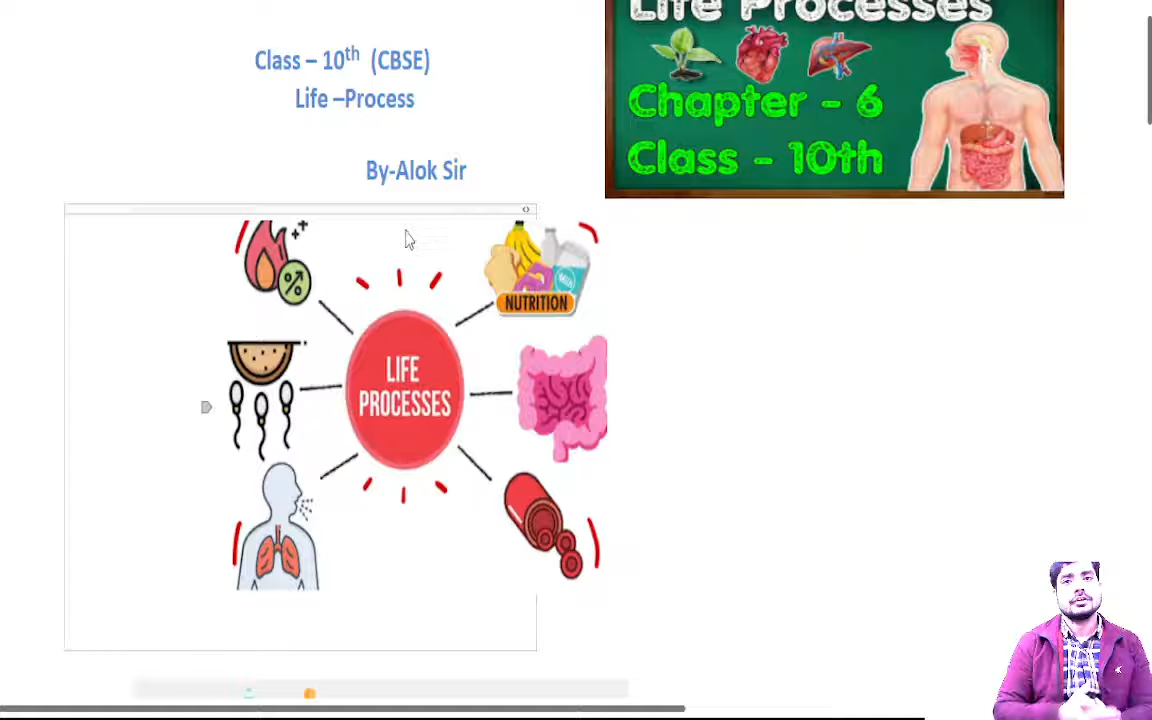 Class – 10th (CBSE)
Life –Process
By-Alok Sir
Life Processes
Chapter - 6
Class - 10th
NUTRITION
LIFE
PROCESSES